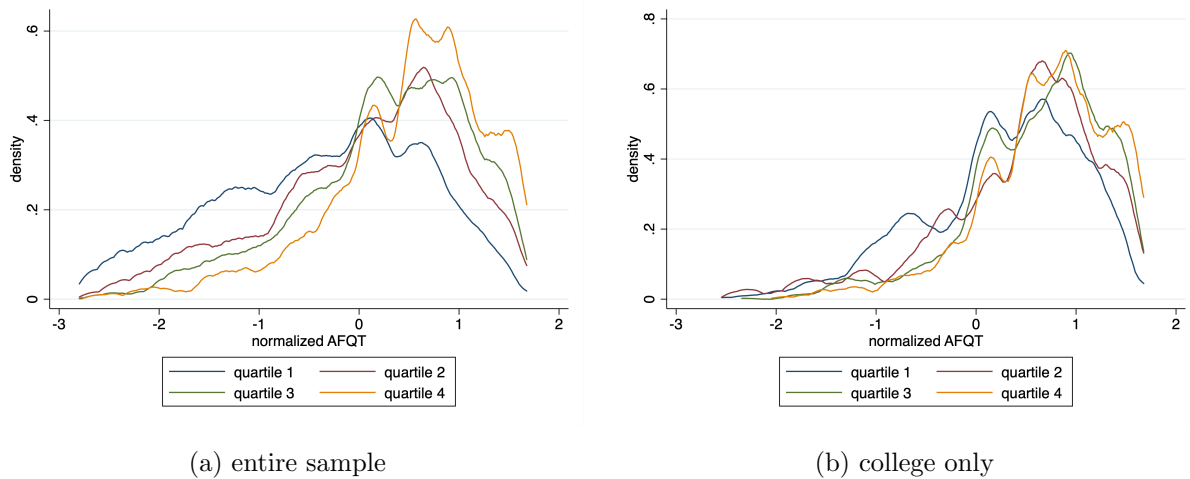 density
.6
.4
.2
0
-3 -2 -1 0 1 2
normalized AFQT
quartile 1 quartile 2
quartile 3 quartile 4
(a) entire sample
density
.8
.6
.4
.2
0
-3 -2 -1 0 1 2
normalized AFQT
quartile 1 quartile 2
quartile 3 quartile 4
(b) college only